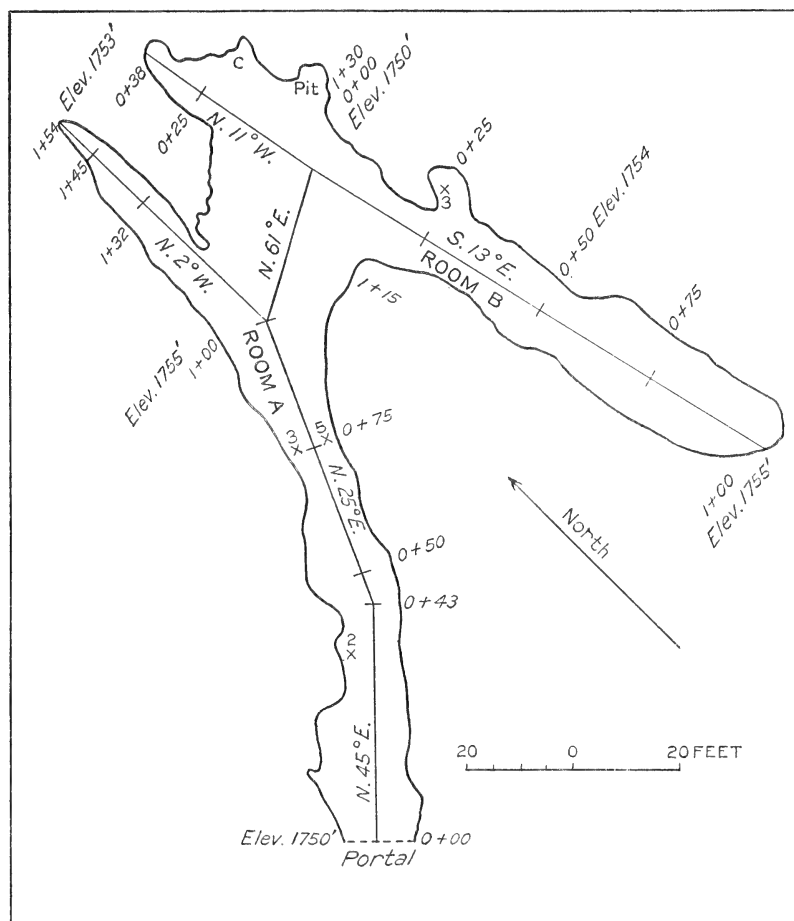 Elev. 1753'
0+38
C
Pit
1+30
0+00
Elev. 1750'
0+25
N. 11° W.
1+54
1+45
1+32
N. 2° W.
N. 61° E.
0+25
x
3
S. 13° E.
ROOM B
0+50 Elev. 1754
0+75
1+15
1+00
Elev. 1755'
ROOM A
3x
5x
0+75
N. 25° E.
1+00
Elev. 1755'
North
0+50
0+43
2
x
N. 45° E.
20 0 20 FEET
Elev. 1750'
0+00
Portal